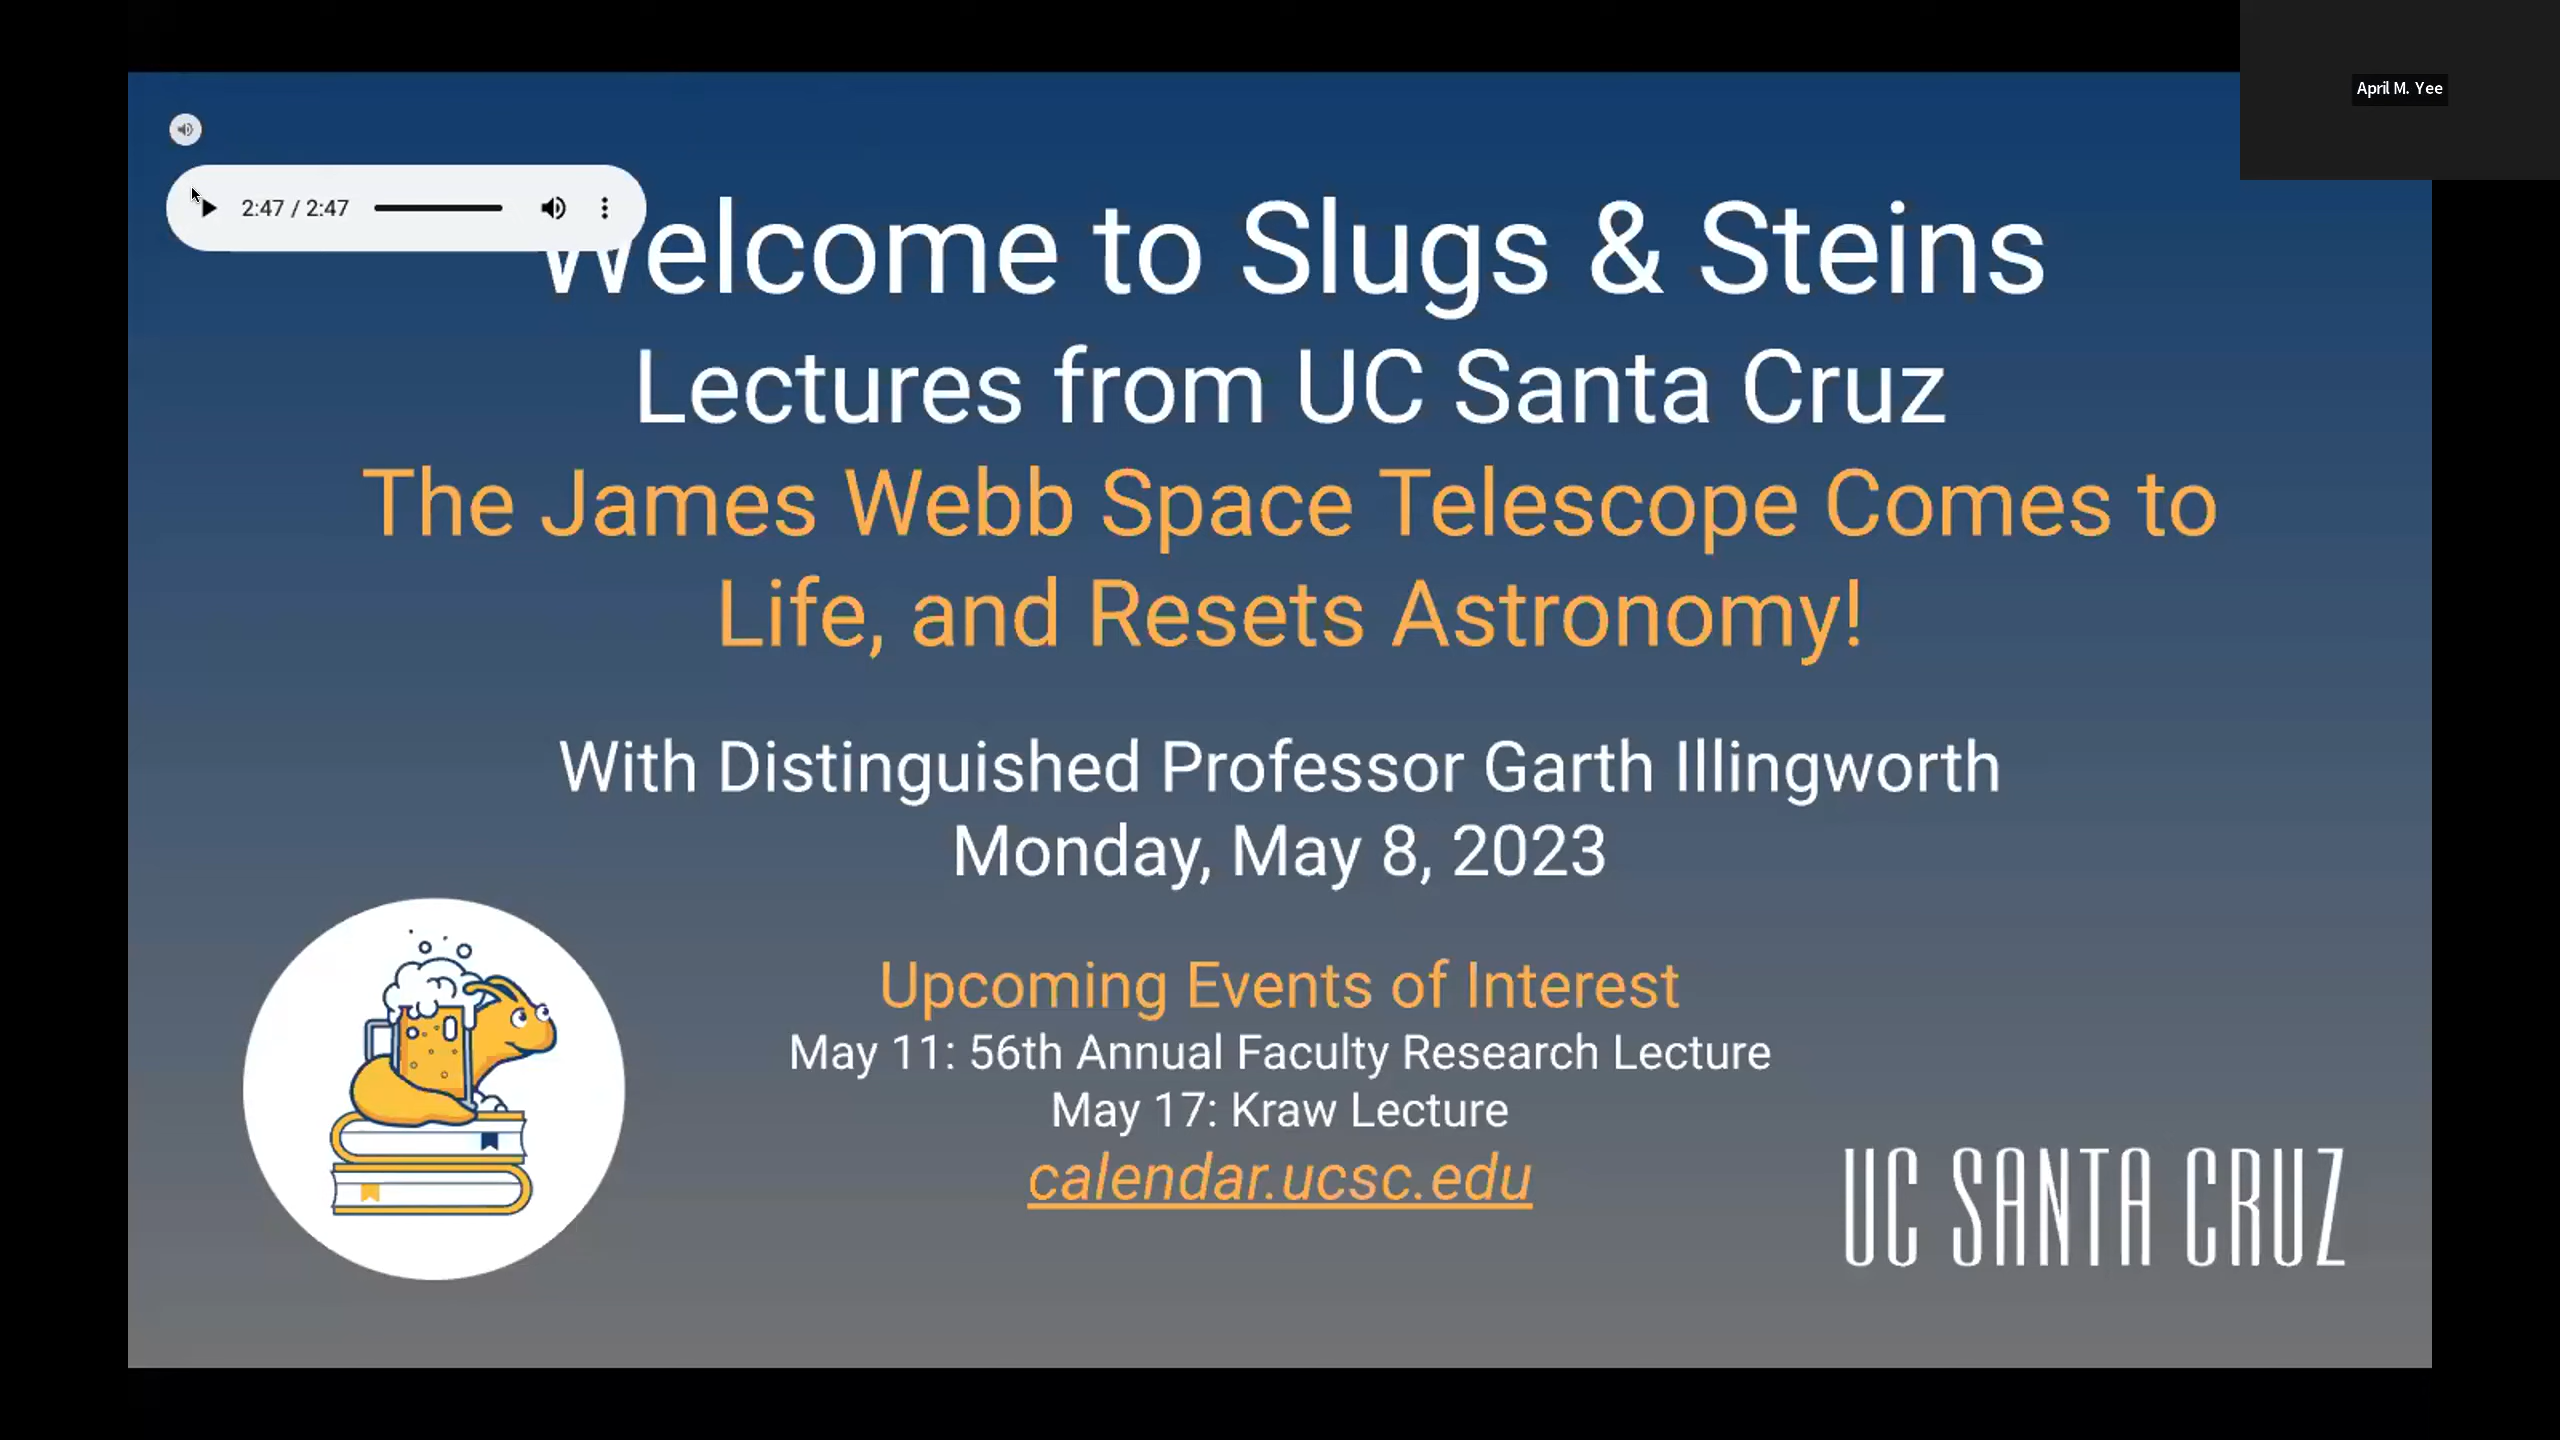 April M. Yee
2:47 / 2:47
Welcome to Slugs & Steins
Lectures from UC Santa Cruz
The James Webb Space Telescope Comes to
Life, and Resets Astronomy!
With Distinguished Professor Garth Illingworth
Monday, May 8, 2023
Upcoming Events of Interest
May 11: 56th Annual Faculty Research Lecture
May 17: Kraw Lecture
calendar.ucsc.edu
UC SANTA CRUZ